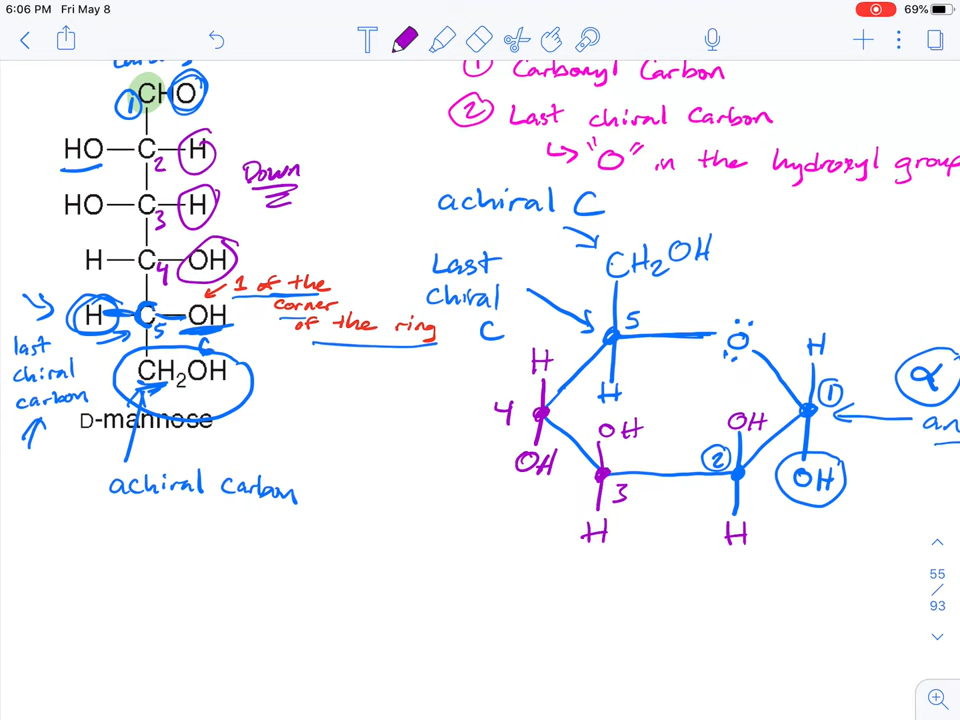 6:06 PM Fri May 8
69%
T
① Carbonyl Carbon
② Last chiral Carbon
↳ "O" in the hydroxyl group
①
CHO
HO—C—H
2
Down
HO—C—H
3
H—C—OH
4
H—C—OH
5
CH₂OH
D-mannose
1 of the
corner
of the ring
last
chiral
carbon
achiral carbon
achiral C
Last
chiral
C
CH₂OH
5
O
H
H
①
α
H
4
OH
OH
OH
②
an
OH
3
H
H
55
/
93